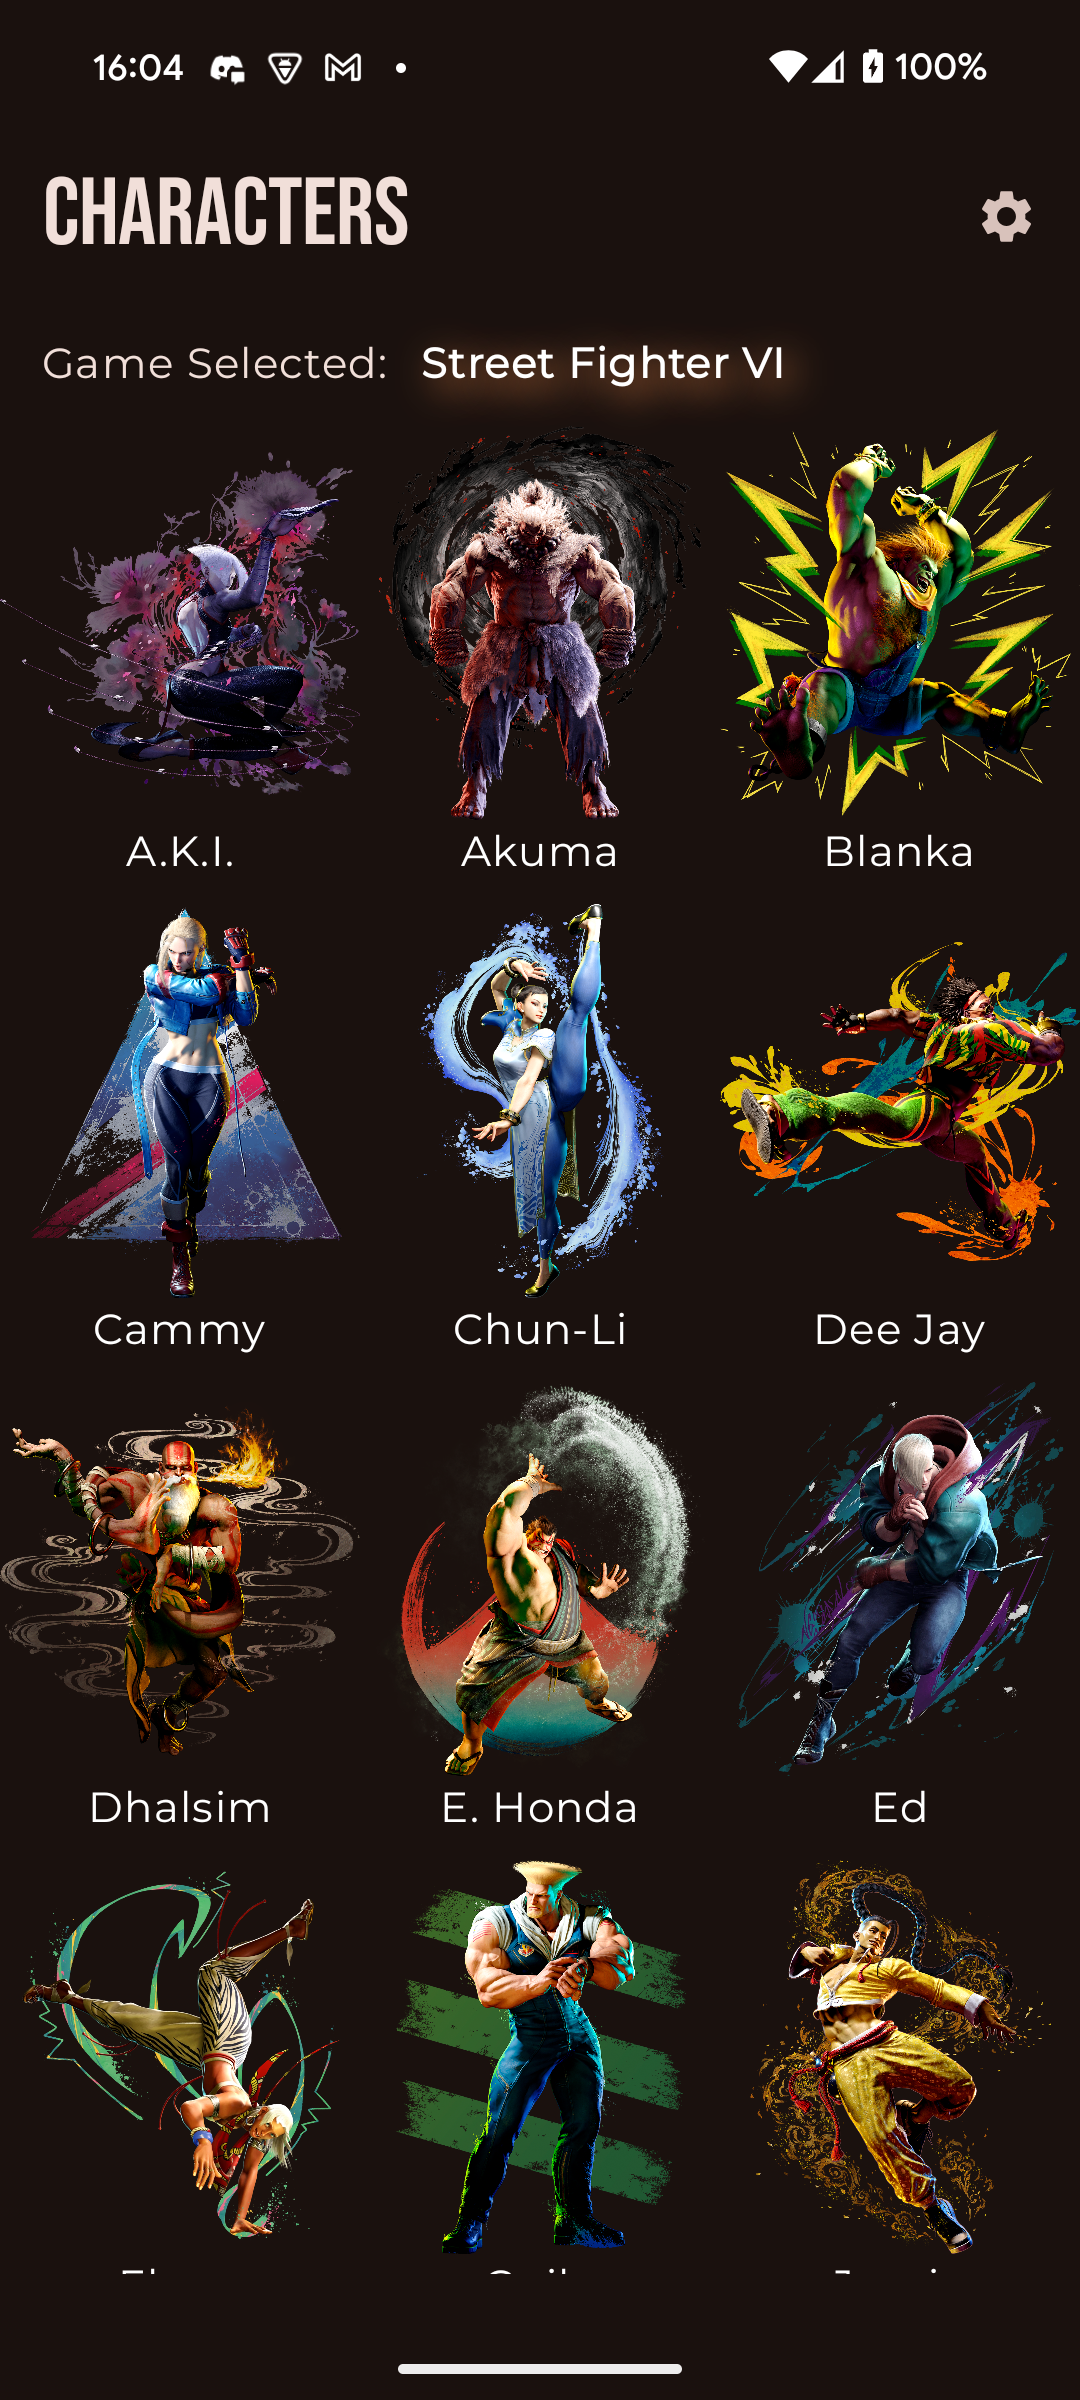 16:04 100%
CHARACTERS
Game Selected: Street Fighter VI
A.K.I. Akuma Blanka
Cammy Chun-Li Dee Jay
Dhalsim E. Honda Ed